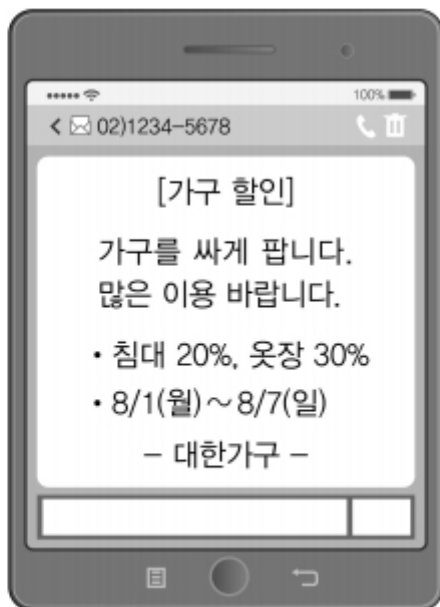 100%
< 02)1234-5678
[가구 할인]
가구를 싸게 팝니다.
많은 이용 바랍니다.
• 침대 20%, 옷장 30%
• 8/1(월)~8/7(일)
- 대한가구 -